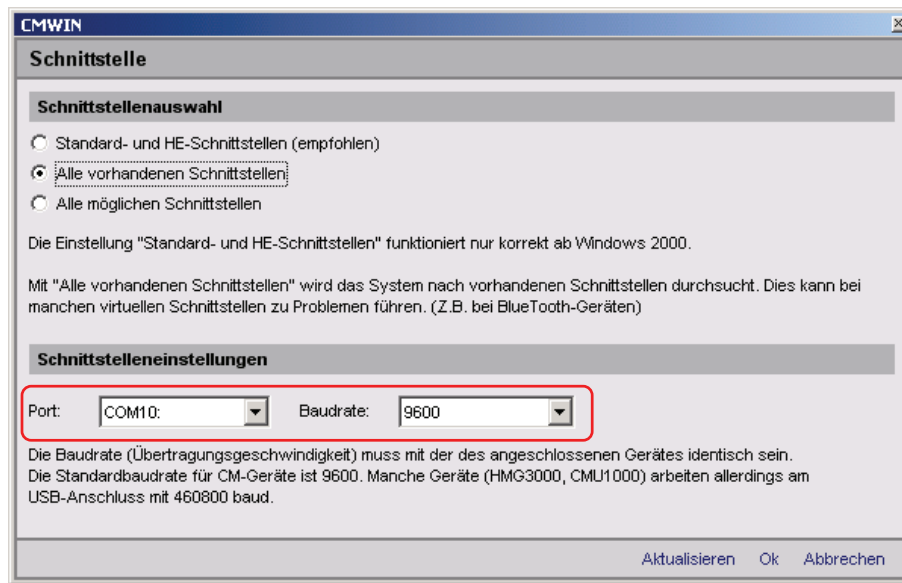 CMWIN
Schnittstelle
Schnittstellenauswahl
Standard- und HE-Schnittstellen (empfohlen)
Alle vorhandenen Schnittstellen
Alle möglichen Schnittstellen
Die Einstellung "Standard- und HE-Schnittstellen" funktioniert nur korrekt ab Windows 2000.
Mit "Alle vorhandenen Schnittstellen" wird das System nach vorhandenen Schnittstellen durchsucht. Dies kann bei
manchen virtuellen Schnittstellen zu Problemen führen. (Z.B. bei BlueTooth-Geräten)
Schnittstelleneinstellungen
Port: COM10: Baudrate: 9600
Die Baudrate (Übertragungsgeschwindigkeit) muss mit der des angeschlossenen Gerätes identisch sein.
Die Standardbaudrate für CM-Geräte ist 9600. Manche Geräte (HMG3000, CMU1000) arbeiten allerdings am
USB-Anschluss mit 460800 baud.
Aktualisieren Ok Abbrechen